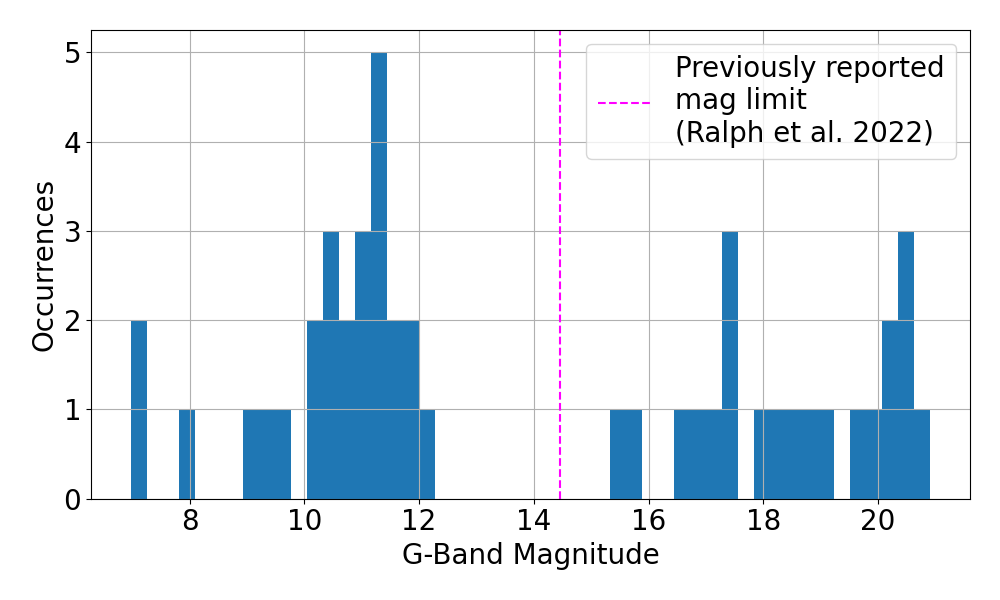 5
4
3
2
1
0
8 10 12 14 16 18 20
Occurrences
G-Band Magnitude
Previously reported
mag limit
(Ralph et al. 2022)